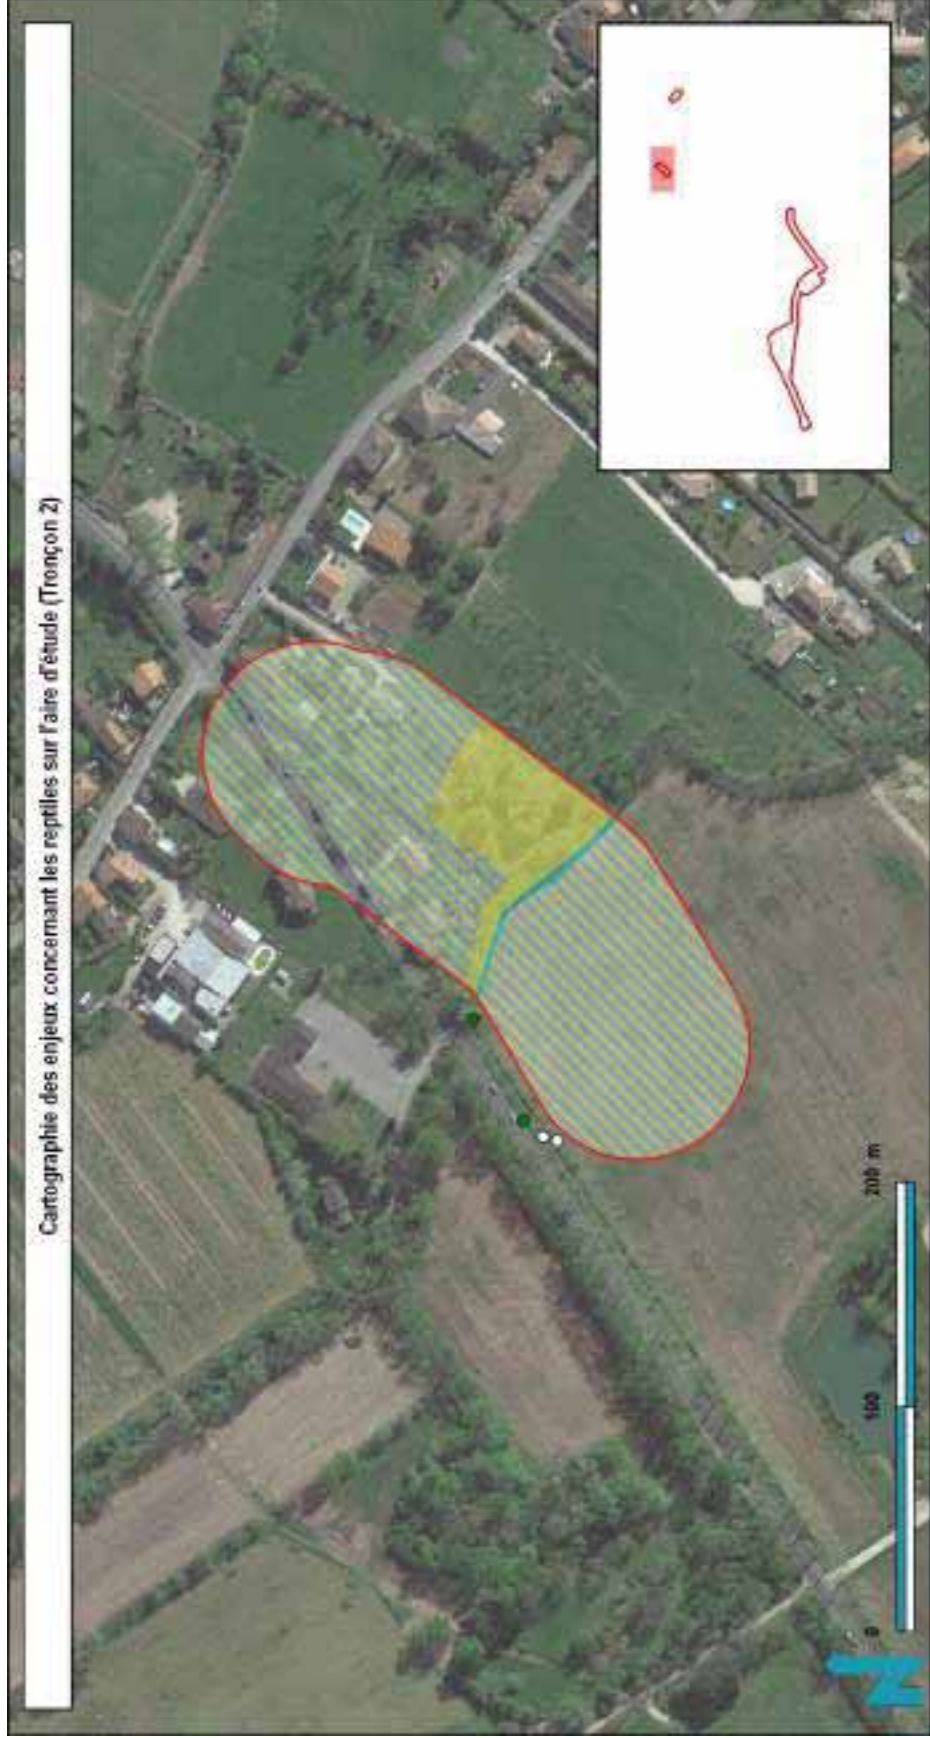 Cartographie des enjeux concernant les reptiles sur l'aire d'étude (Tronçon 2)
0 100 200 m
N